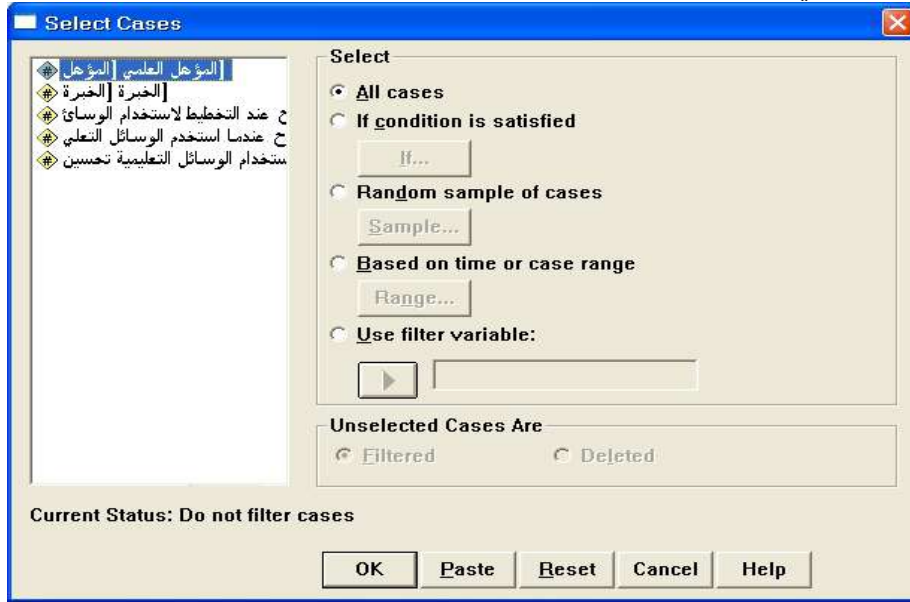 Select Cases
المؤهل العلمي [المؤهل]
الخبرة [الخبرة]
ح عند التخطيط لاستخدام الوسائ
ح عندما استخدم الوسائل التعلي
ستخدام الوسائل التعليمية تحسين
Select
All cases
If condition is satisfied
If...
Random sample of cases
Sample...
Based on time or case range
Range...
Use filter variable:
Unselected Cases Are
Filtered Deleted
Current Status: Do not filter cases
OK Paste Reset Cancel Help